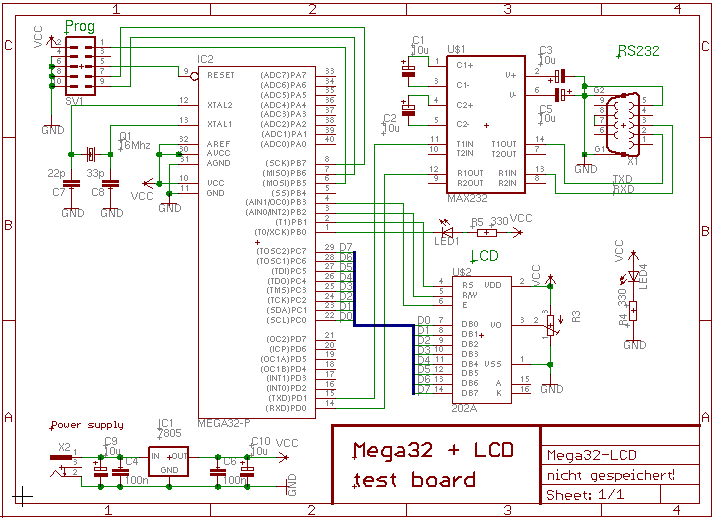 1 2 3 4
C
B
A
Prog
VCC
2 1
4 3
6 5
8 7
10 9
SV1
GND
IC2
9 RESET
12 XTAL2
13 XTAL1
32 AREF
30 AVCC
31 AGND
10 VCC
11 GND
(ADC7)PA7 33
(ADC6)PA6 34
(ADC5)PA5 35
(ADC4)PA4 36
(ADC3)PA3 37
(ADC2)PA2 38
(ADC1)PA1 39
(ADC0)PA0 40
(SCK)PB7 8
(MISO)PB6 7
(MOSI)PB5 6
(SS)PB4 5
(AIN1/OC0)PB3 4
(AIN0/INT2)PB2 3
(T1)PB1 2
(T0/XCK)PB0 1
(TOSC2)PC7 29 D7
(TOSC1)PC6 28 D6
(TDI)PC5 27 D5
(TDO)PC4 26 D4
(TMS)PC3 25 D3
(TCK)PC2 24 D2
(SDA)PC1 23 D1
(SCL)PC0 22 D0
(OC2)PD7 21
(ICP)PD6 20
(OC1A)PD5 19
(OC1B)PD4 18
(INT1)PD3 17
(INT0)PD2 16
(TXD)PD1 15
(RXD)PD0 14
MEGA32-P
Q1
16Mhz
22p 33p
C7 C8
GND GND
VCC
GND
C1
10u
C2
10u
U$1
1 C1+
3 C1-
4 C2+
5 C2-
11 T1IN
10 T2IN
12 R1OUT
9 R2OUT
V+ 2
V- 6
T1OUT 14
T2OUT 7
R1IN 13
R2IN 8
MAX232
C3
10u
C5
10u
RS232
G2
5
9
4
8
3
7
2
6
1
G1
X1
GND
TXD
RXD
LED1
R5 330 VCC
LCD
U$2
4 RS
5 R/W
6 E
D0 7 DB0
D1 8 DB1
D2 9 DB2
D3 10 DB3
D4 11 DB4
D5 12 DB5
D6 13 DB6
D7 14 DB7
VDD 2
VO 3
VSS 1
A 15
K 16
202A
VCC
R3
1 2 3
GND
VCC
LED4
R4 330
GND
Power supply
X2
1
3
2
C9
10u
C4
100n
IC1
7805
IN OUT
GND
C6
100n
C10
10u
VCC
GND
Mega32 + LCD
test board
Mega32-LCD
nicht gespeichert!
Sheet: 1/1
A
B
C
1 2 3 4